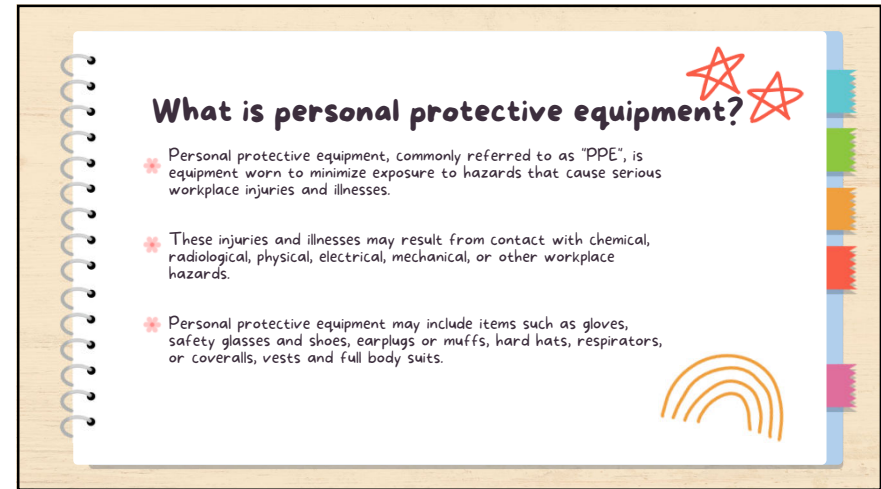 What is personal protective equipment?
Personal protective equipment, commonly referred to as "PPE", is
equipment worn to minimize exposure to hazards that cause serious
workplace injuries and illnesses.
These injuries and illnesses may result from contact with chemical,
radiological, physical, electrical, mechanical, or other workplace
hazards.
Personal protective equipment may include items such as gloves,
safety glasses and shoes, earplugs or muffs, hard hats, respirators,
or coveralls, vests and full body suits.